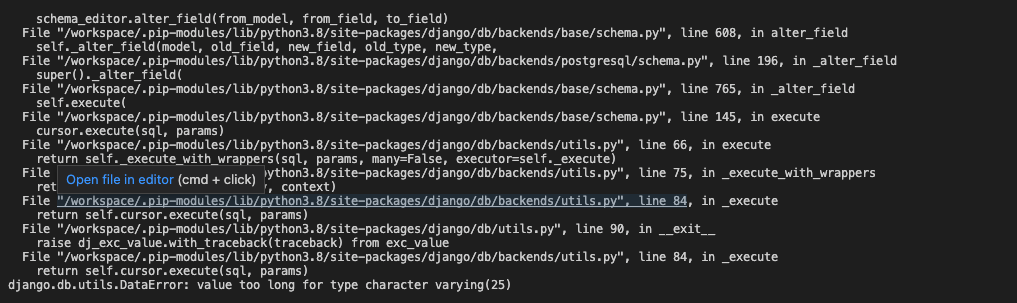 schema_editor.alter_field(from_model, from_field, to_field)
File "/workspace/.pip-modules/lib/python3.8/site-packages/django/db/backends/base/schema.py", line 608, in alter_field
self._alter_field(model, old_field, new_field, old_type, new_type,
File "/workspace/.pip-modules/lib/python3.8/site-packages/django/db/backends/postgresql/schema.py", line 196, in _alter_field
super()._alter_field(
File "/workspace/.pip-modules/lib/python3.8/site-packages/django/db/backends/base/schema.py", line 765, in _alter_field
self.execute(
File "/workspace/.pip-modules/lib/python3.8/site-packages/django/db/backends/base/schema.py", line 145, in execute
cursor.execute(sql, params)
File "/workspace/.pip-modules/lib/python3.8/site-packages/django/db/backends/utils.py", line 66, in execute
return self._execute_with_wrappers(sql, params, many=False, executor=self._execute)
File "/workspace/.pip-modules/lib/python3.8/site-packages/django/db/backends/utils.py", line 75, in _execute_with_wrappers
Open file in editor (cmd + click)
ret , context)
File "/workspace/.pip-modules/lib/python3.8/site-packages/django/db/backends/utils.py", line 84, in _execute
return self.cursor.execute(sql, params)
File "/workspace/.pip-modules/lib/python3.8/site-packages/django/db/utils.py", line 90, in __exit__
raise dj_exc_value.with_traceback(traceback) from exc_value
File "/workspace/.pip-modules/lib/python3.8/site-packages/django/db/backends/utils.py", line 84, in _execute
return self.cursor.execute(sql, params)
django.db.utils.DataError: value too long for type character varying(25)